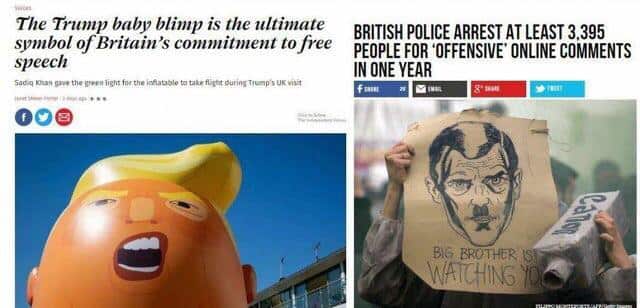 VOICES
The Trump baby blimp is the ultimate
symbol of Britain's commitment to free
speech
Sadiq Khan gave the green light for the inflatable to take flight during Trump's UK visit
BRITISH POLICE ARREST AT LEAST 3,395
PEOPLE FOR 'OFFENSIVE' ONLINE COMMENTS
IN ONE YEAR
SHARE
EMAIL
SHARE
TWEET
BIG BROTHER IS
WATCHING YO
Canon